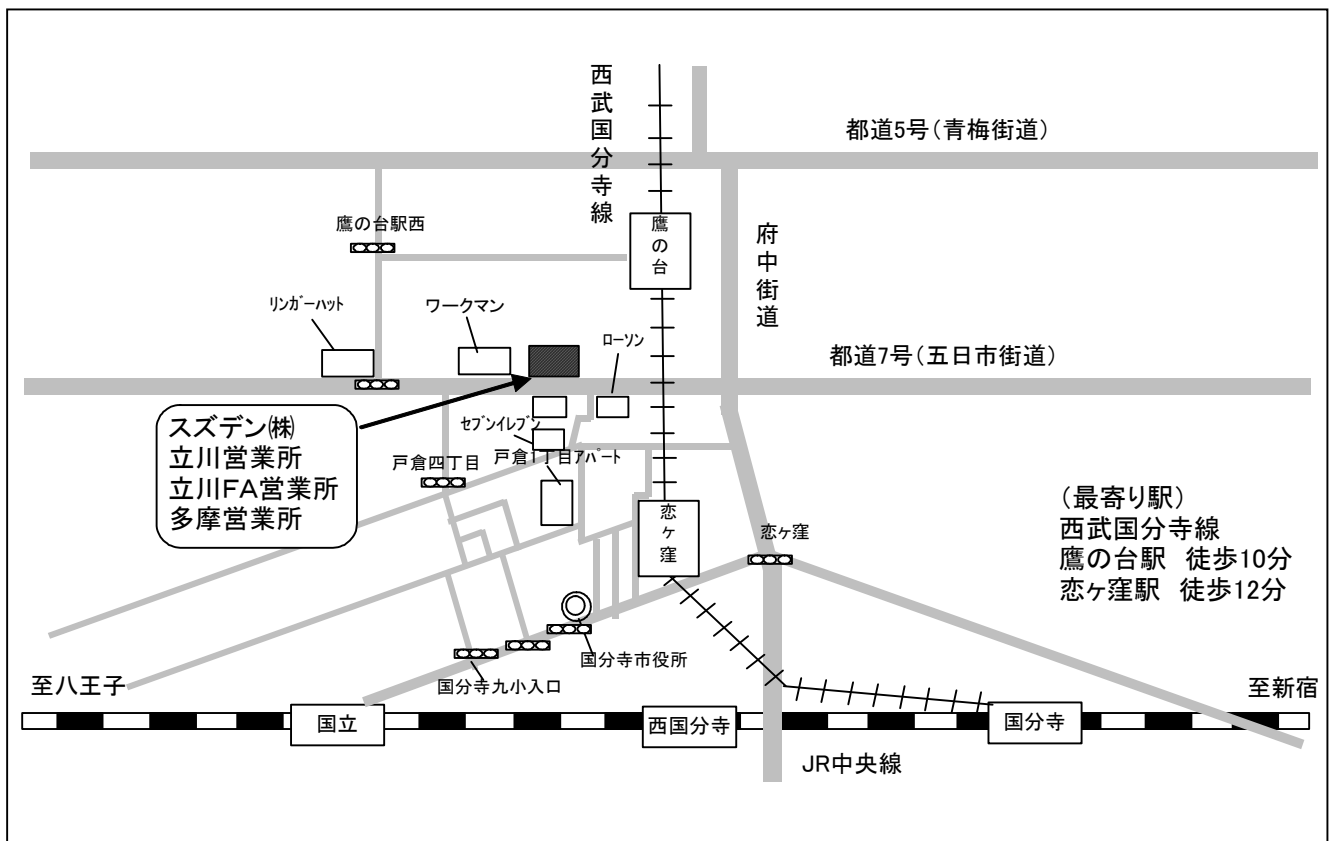 西武国分寺線
都道5号(青梅街道)
鷹の台駅西
鷹の台
府中街道
リンガーハット
ワークマン
ローソン
都道7号(五日市街道)
スズデン㈱
立川営業所
立川FA営業所
多摩営業所
セブンイレブン
戸倉四丁目
戸倉1丁目アパート
恋ヶ窪
恋ヶ窪
(最寄り駅)
西武国分寺線
鷹の台駅 徒歩10分
恋ヶ窪駅 徒歩12分
国分寺市役所
国分寺九小入口
至八王子
至新宿
国立
西国分寺
国分寺
JR中央線